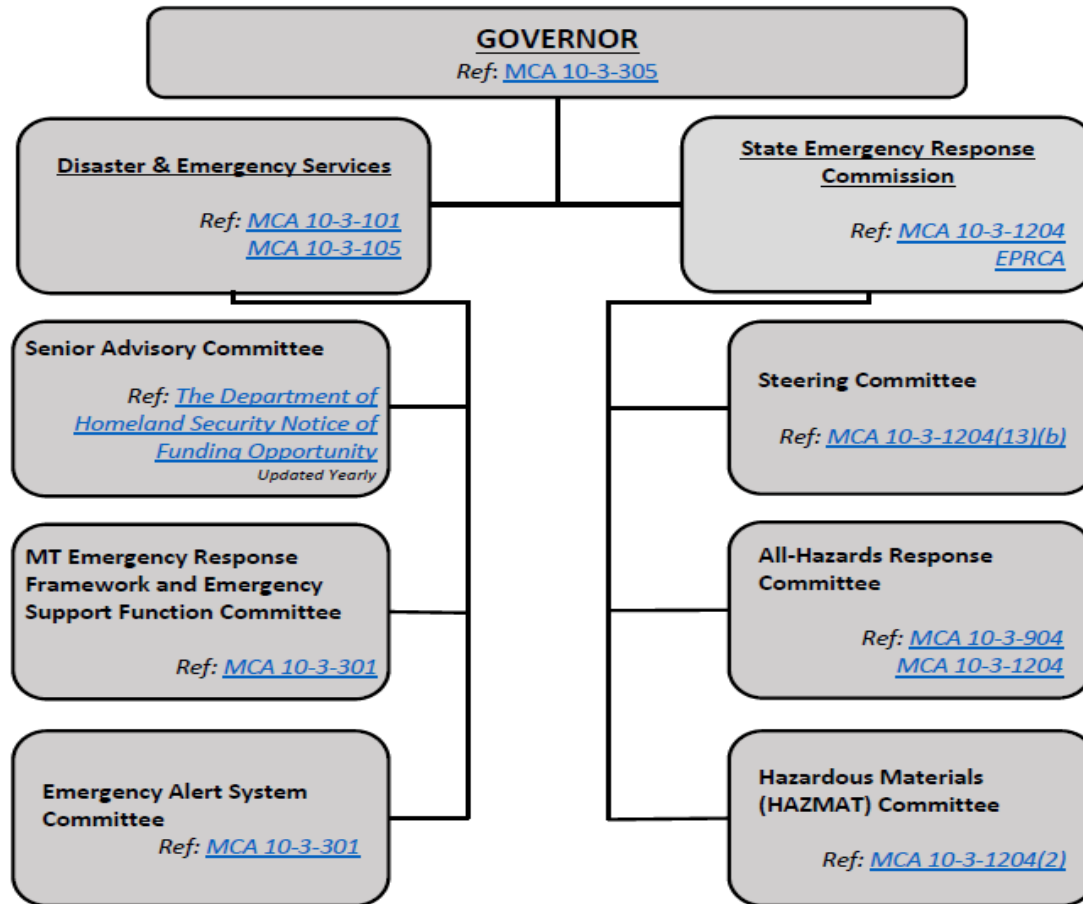 GOVERNOR
Ref: MCA 10-3-305
Disaster & Emergency Services
Ref: MCA 10-3-101
MCA 10-3-105
State Emergency Response
Commission
Ref: MCA 10-3-1204
EPRCA
Senior Advisory Committee
Ref: The Department of
Homeland Security Notice of
Funding Opportunity
Updated Yearly
Steering Committee
Ref: MCA 10-3-1204(13)(b)
MT Emergency Response
Framework and Emergency
Support Function Committee
Ref: MCA 10-3-301
All-Hazards Response
Committee
Ref: MCA 10-3-904
MCA 10-3-1204
Emergency Alert System
Committee
Ref: MCA 10-3-301
Hazardous Materials
(HAZMAT) Committee
Ref: MCA 10-3-1204(2)